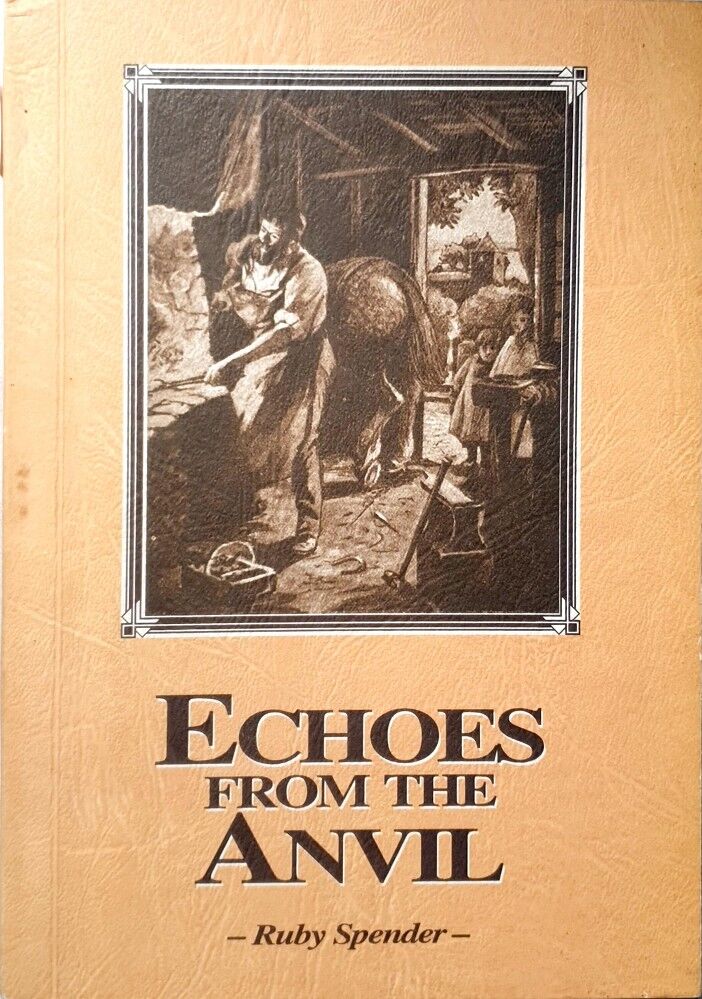 ECHOES
FROM THE
ANVIL
– Ruby Spender –